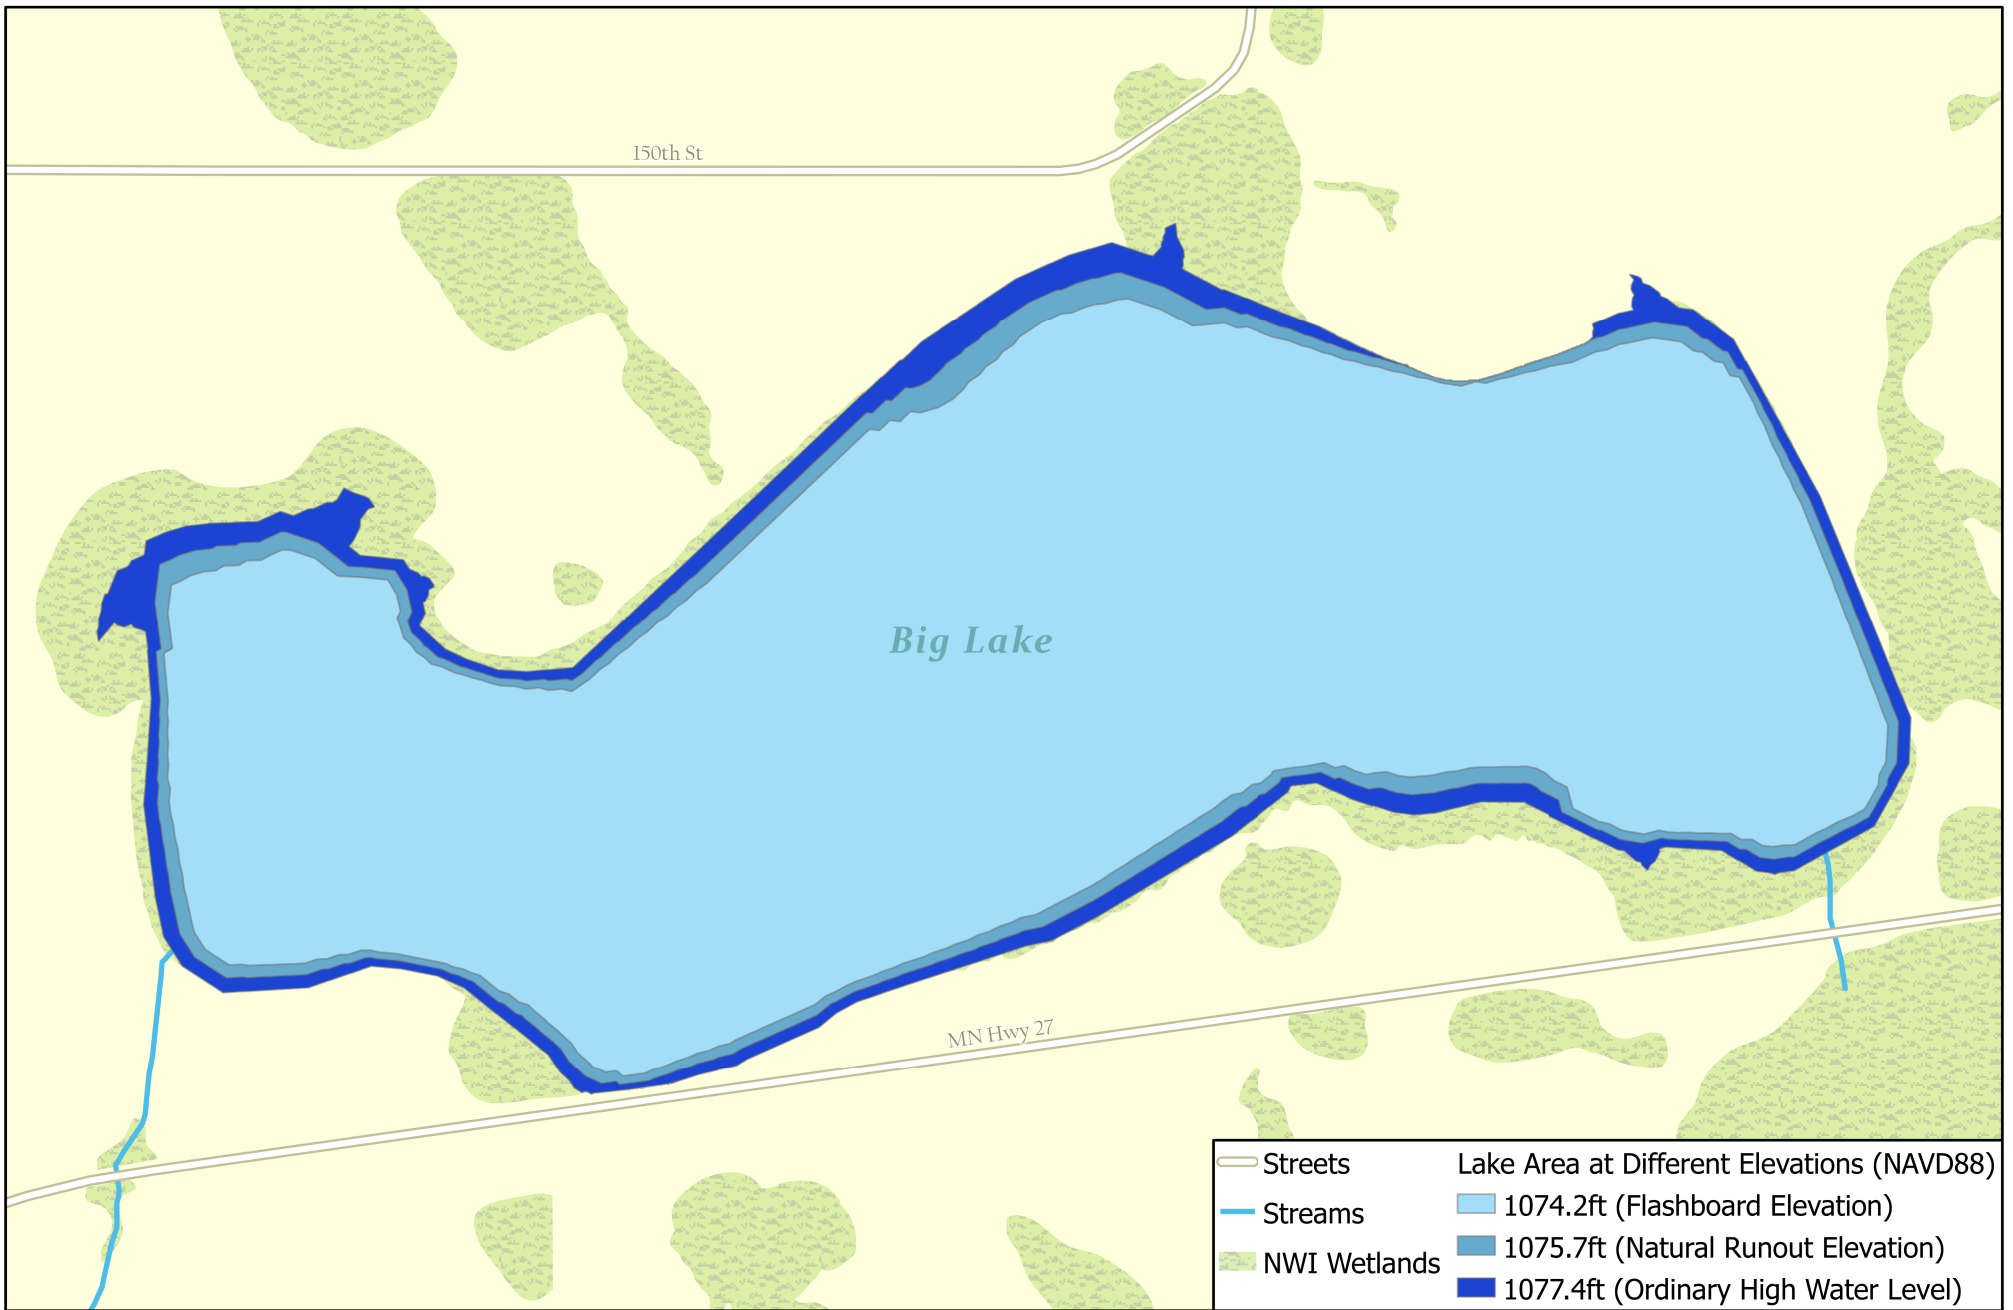 150th St
Big Lake
MN Hwy 27
Streets
Streams
NWI Wetlands
Lake Area at Different Elevations (NAVD88)
1074.2ft (Flashboard Elevation)
1075.7ft (Natural Runout Elevation)
1077.4ft (Ordinary High Water Level)